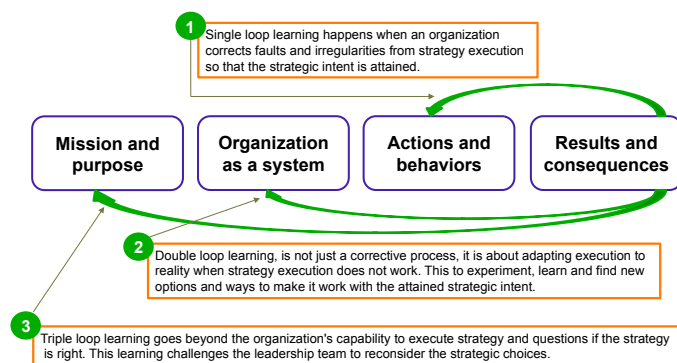 1
Single loop learning happens when an organization
corrects faults and irregularities from strategy execution
so that the strategic intent is attained.
Mission and
purpose
Organization
as a system
Actions and
behaviors
Results and
consequences
2
Double loop learning, is not just a corrective process, it is about adapting execution to
reality when strategy execution does not work. This to experiment, learn and find new
options and ways to make it work with the attained strategic intent.
3
Triple loop learning goes beyond the organization's capability to execute strategy and questions if the strategy
is right. This learning challenges the leadership team to reconsider the strategic choices.